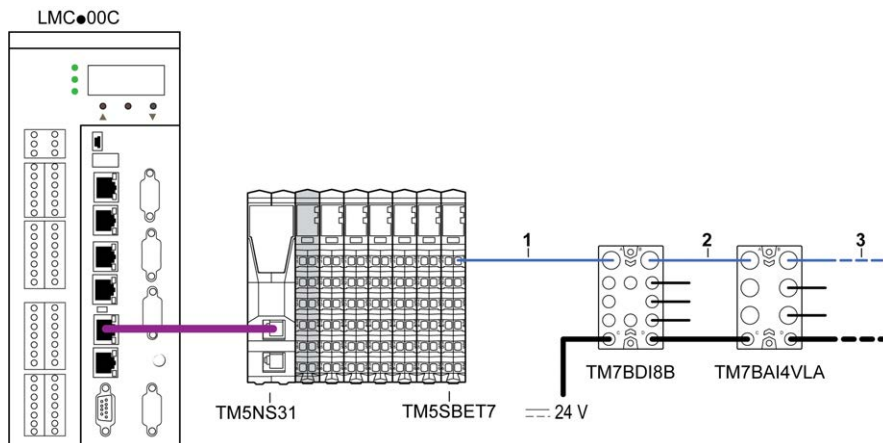 LMC●00C
1
2
3
A B
A B
C D
C D
TM7BDI8B
TM7BAI4VLA
TM5NS31
TM5SBET7
24 V